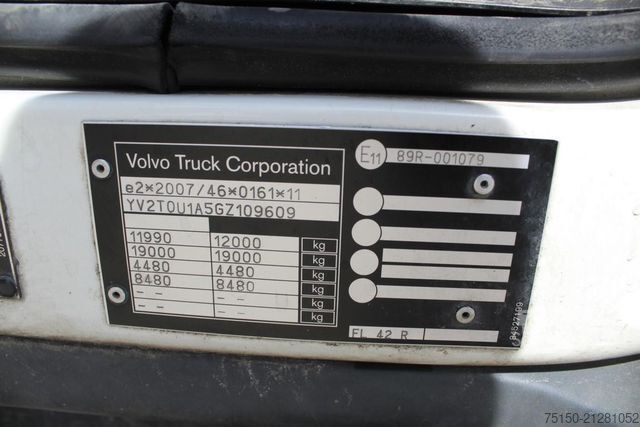 Volvo Truck Corporation
e2*2007/46*0161*11
YV2T0U1A5GZ109609
11990 12000 kg
19000 19000 kg
4480 4480 kg
8480 8480 kg
-- -- kg
-- -- kg
E11 89R-001079
FL 42 R
84527199
75150-21281052